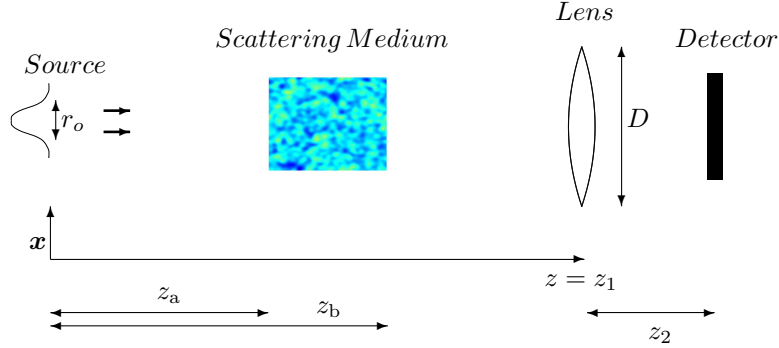 Lens
Scattering Medium
Detector
Source
r_o
D
x
z = z_1
z_a
z_b
z_2